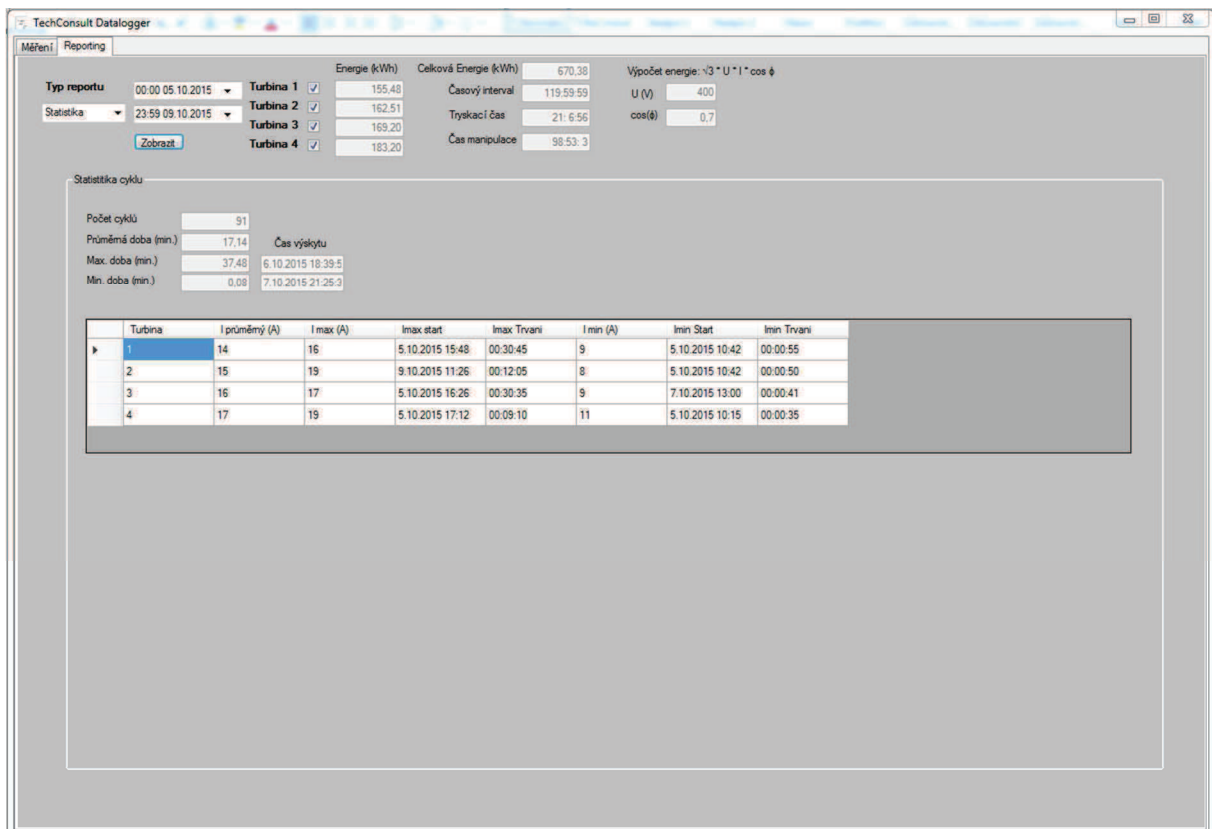 TechConsult Datalogger
Měření Reporting
Energie (kWh) Celková Energie (kWh) 670,38 Výpočet energie: √3 * U * I * cos ϕ
Typ reportu 00:00 05.10.2015 Turbina 1 155,48 Časový interval 119:59:59 U (V) 400
Statistika 23:59 09.10.2015 Turbina 2 162,51 Tryskací čas 21: 6:56 cos(ϕ) 0,7
Turbina 3 169,20
Zobrazit Turbina 4 183,20 Čas manipulace 98:53: 3
Statistitika cyklu
Počet cyklů 91
Průměrná doba (min.) 17,14 Čas výskytu
Max. doba (min.) 37,48 6.10.2015 18:39:5
Min. doba (min.) 0,08 7.10.2015 21:25:3
Turbina I průměrný (A) I max (A) Imax start Imax Trvani I min (A) Imin Start Imin Trvani
1 14 16 5.10.2015 15:48 00:30:45 9 5.10.2015 10:42 00:00:55
2 15 19 9.10.2015 11:26 00:12:05 8 5.10.2015 10:42 00:00:50
3 16 17 5.10.2015 16:26 00:30:35 9 7.10.2015 13:00 00:00:41
4 17 19 5.10.2015 17:12 00:09:10 11 5.10.2015 10:15 00:00:35